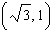 (√3, 1)